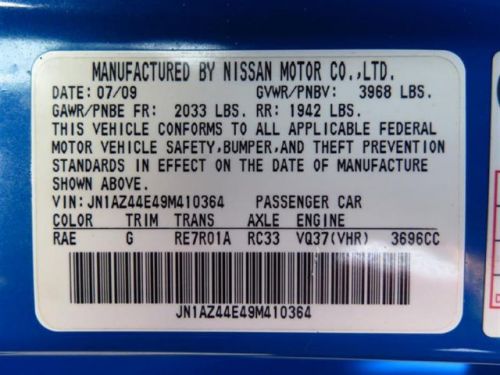 MANUFACTURED BY NISSAN MOTOR CO.,LTD.
DATE: 07/09 GVWR/PNBV: 3968 LBS.
GAWR/PNBE FR: 2033 LBS. RR: 1942 LBS.
THIS VEHICLE CONFORMS TO ALL APPLICABLE FEDERAL
MOTOR VEHICLE SAFETY,BUMPER,AND THEFT PREVENTION
STANDARDS IN EFFECT ON THE DATE OF MANUFACTURE
SHOWN ABOVE.
VIN: JN1AZ44E49M410364 PASSENGER CAR
COLOR TRIM TRANS AXLE ENGINE
RAE G RE7R01A RC33 VQ37(VHR) 3696CC
JN1AZ44E49M410364